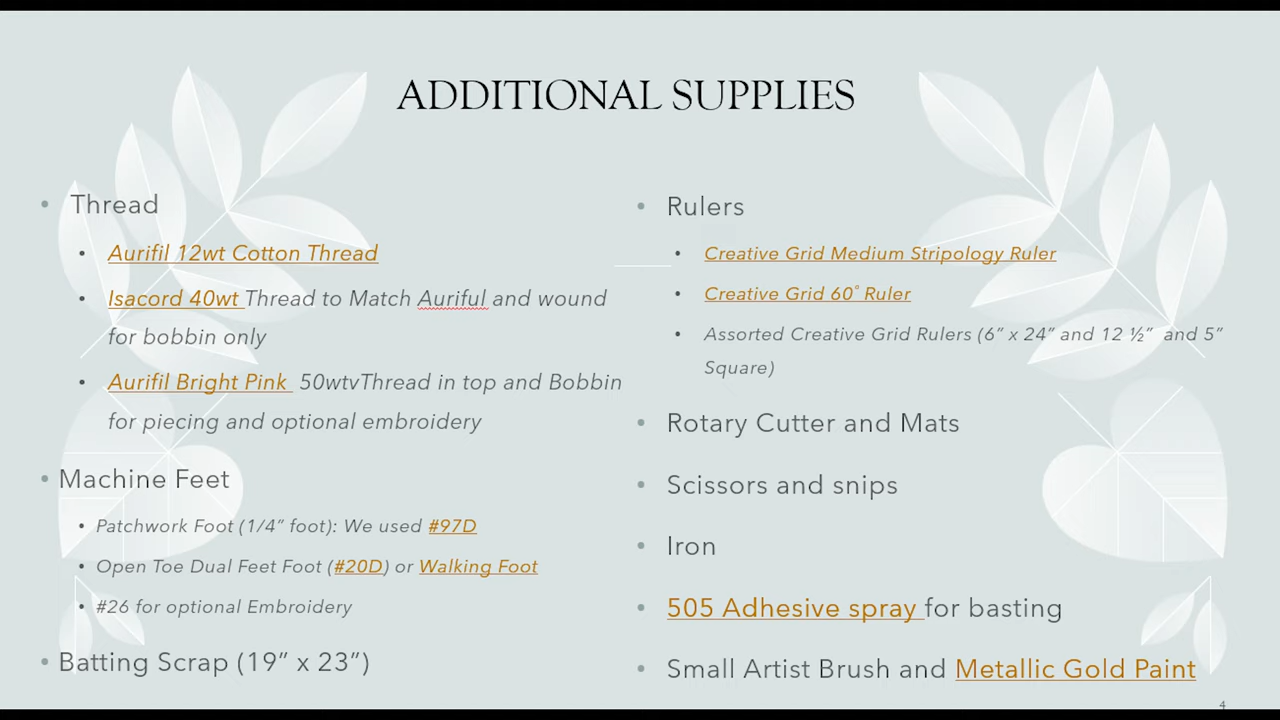 ADDITIONAL SUPPLIES
• Thread
• Aurifil 12wt Cotton Thread
• Isacord 40wt Thread to Match Auriful and wound
for bobbin only
• Aurifil Bright Pink 50wtvThread in top and Bobbin
for piecing and optional embroidery
• Machine Feet
• Patchwork Foot (1/4” foot): We used #97D
• Open Toe Dual Feet Foot (#20D) or Walking Foot
• #26 for optional Embroidery
• Batting Scrap (19” x 23”)
• Rulers
• Creative Grid Medium Stripology Ruler
• Creative Grid 60° Ruler
• Assorted Creative Grid Rulers (6” x 24” and 12 ½” and 5”
Square)
• Rotary Cutter and Mats
• Scissors and snips
• Iron
• 505 Adhesive spray for basting
• Small Artist Brush and Metallic Gold Paint
4